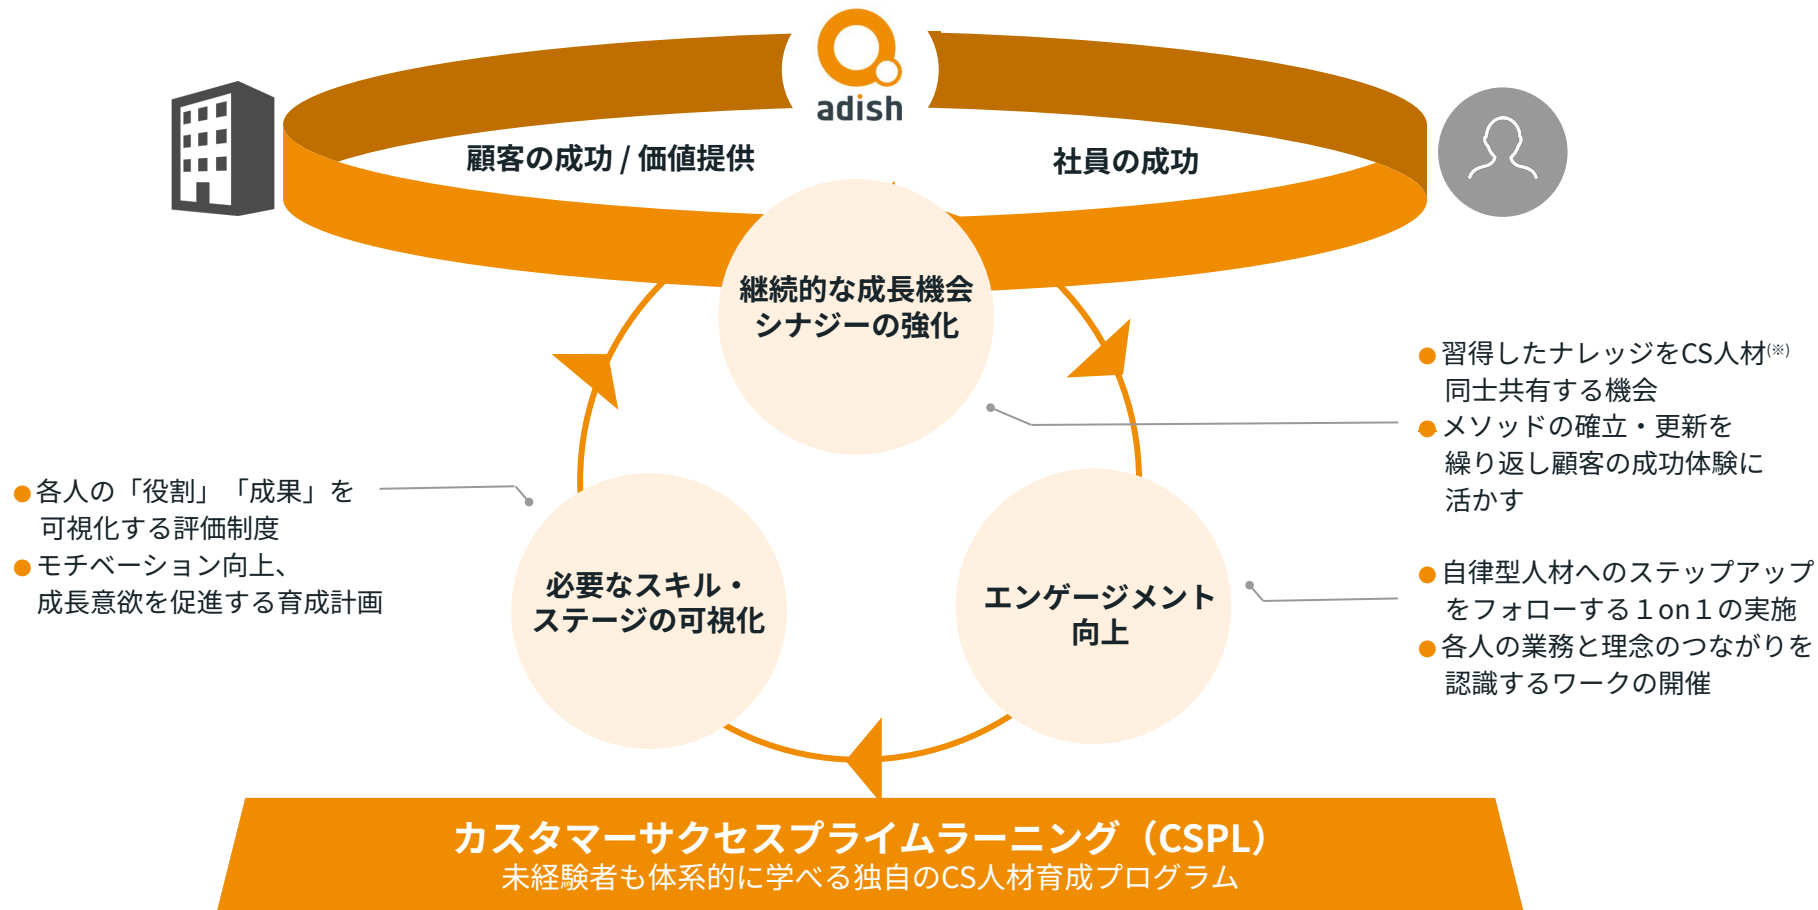 adish
顧客の成功 / 価値提供
社員の成功
継続的な成長機会
シナジーの強化
●習得したナレッジをCS人材(※)
同士共有する機会
●メソッドの確立・更新を
繰り返し顧客の成功体験に
活かす
●各人の「役割」「成果」を
可視化する評価制度
●モチベーション向上、
成長意欲を促進する育成計画
必要なスキル・
ステージの可視化
エンゲージメント
向上
●自律型人材へのステップアップ
をフォローする１on１の実施
●各人の業務と理念のつながりを
認識するワークの開催
カスタマーサクセスプライムラーニング（CSPL）
未経験者も体系的に学べる独自のCS人材育成プログラム